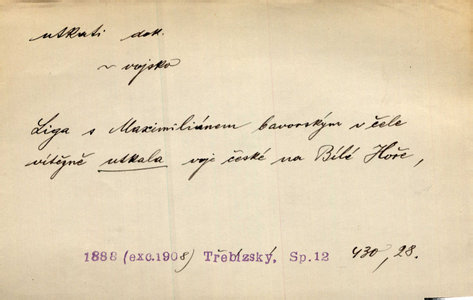 utkati dok.
~ vojsko
Liga s Maximiliánem bavorským v čele
vítězně utkala voje české na Bílé Hoře,
1888 (exc.1908) Třebízský, Sp.12 430, 28.